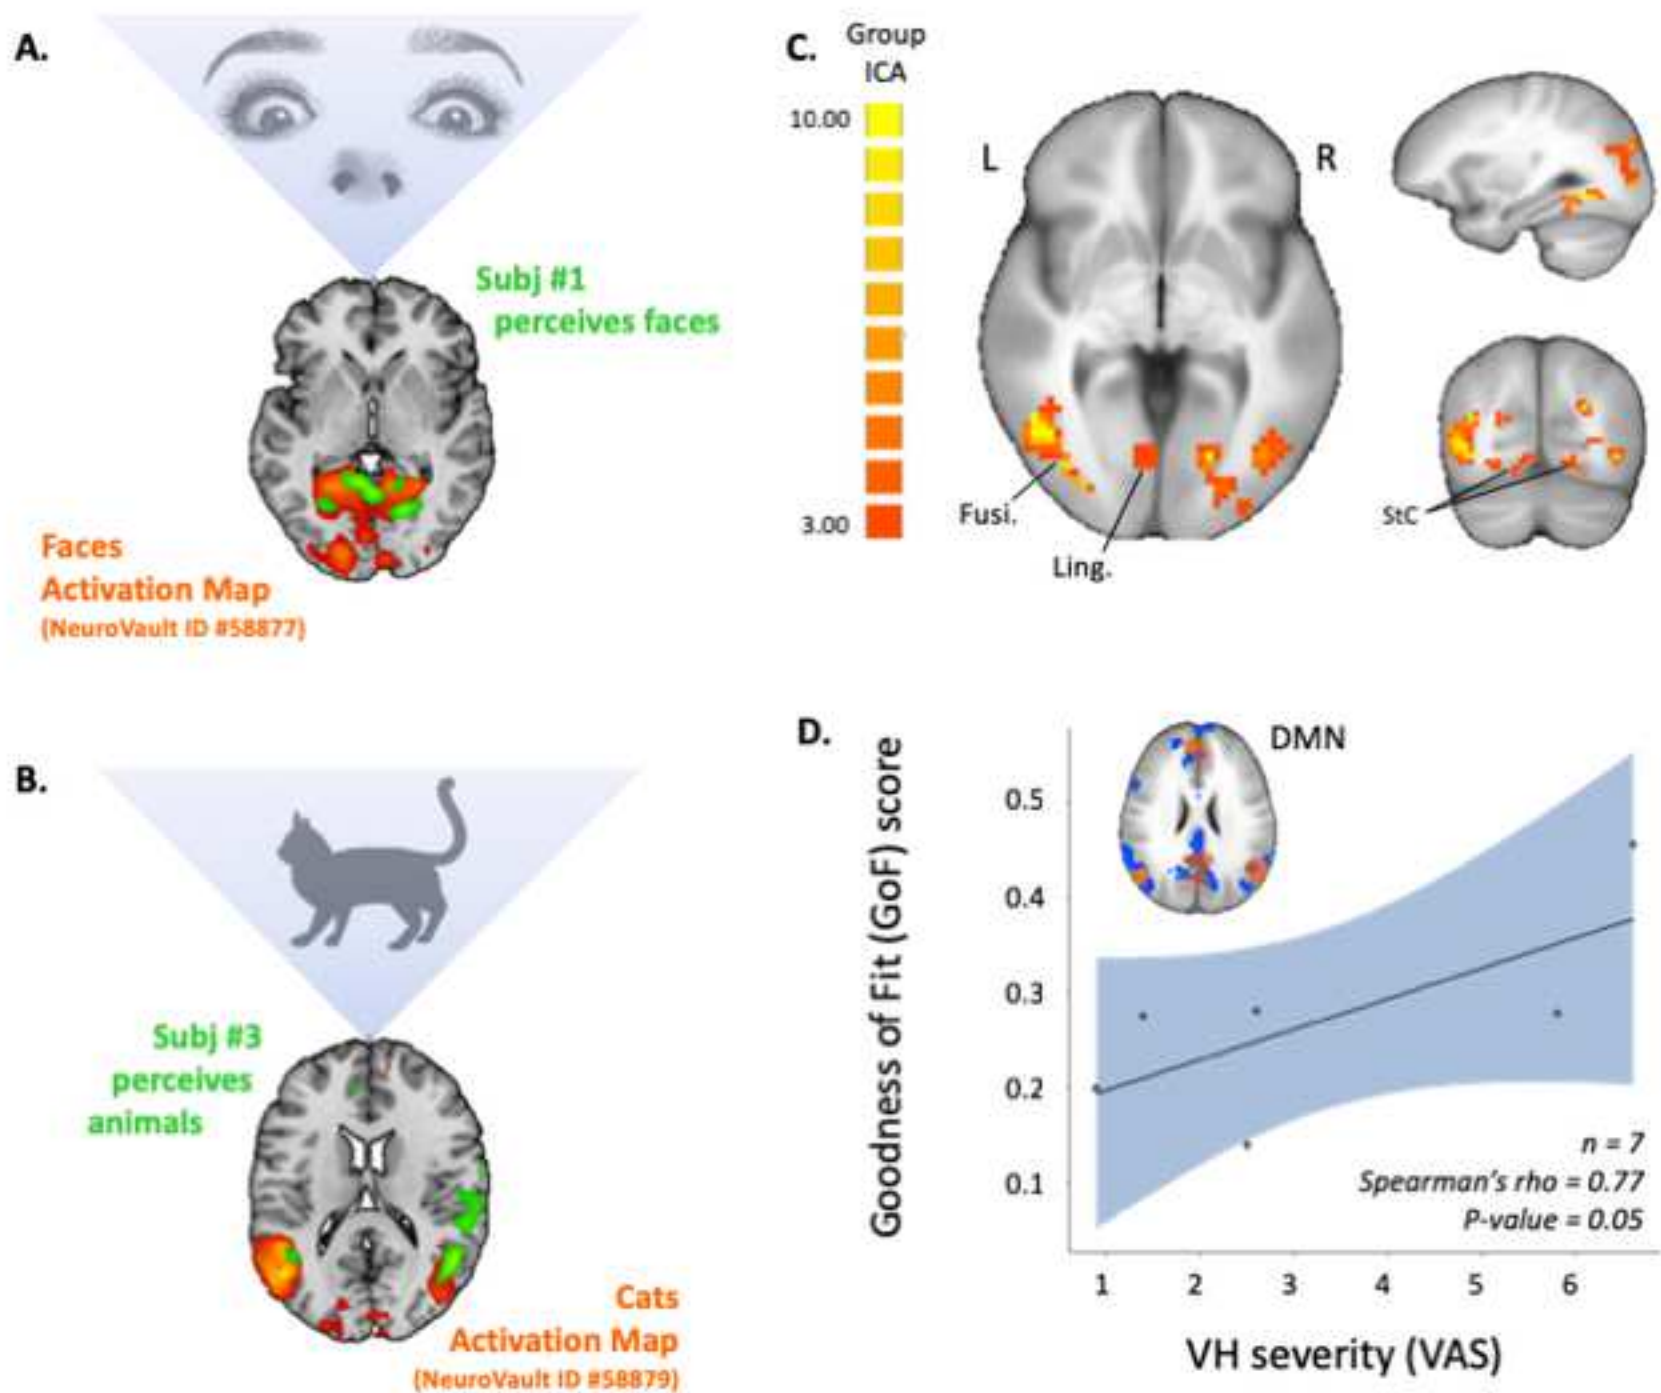 A.
Subj #1
perceives faces
Faces
Activation Map
(NeuroVault ID #58877)
B.
Subj #3
perceives
animals
Cats
Activation Map
(NeuroVault ID #58879)
C.
Group
ICA
10.00
3.00
L
R
Fusi.
Ling.
StC
D.
DMN
Goodness of Fit (GoF) score
0.5
0.4
0.3
0.2
0.1
n = 7
Spearman's rho = 0.77
P-value = 0.05
1 2 3 4 5 6
VH severity (VAS)